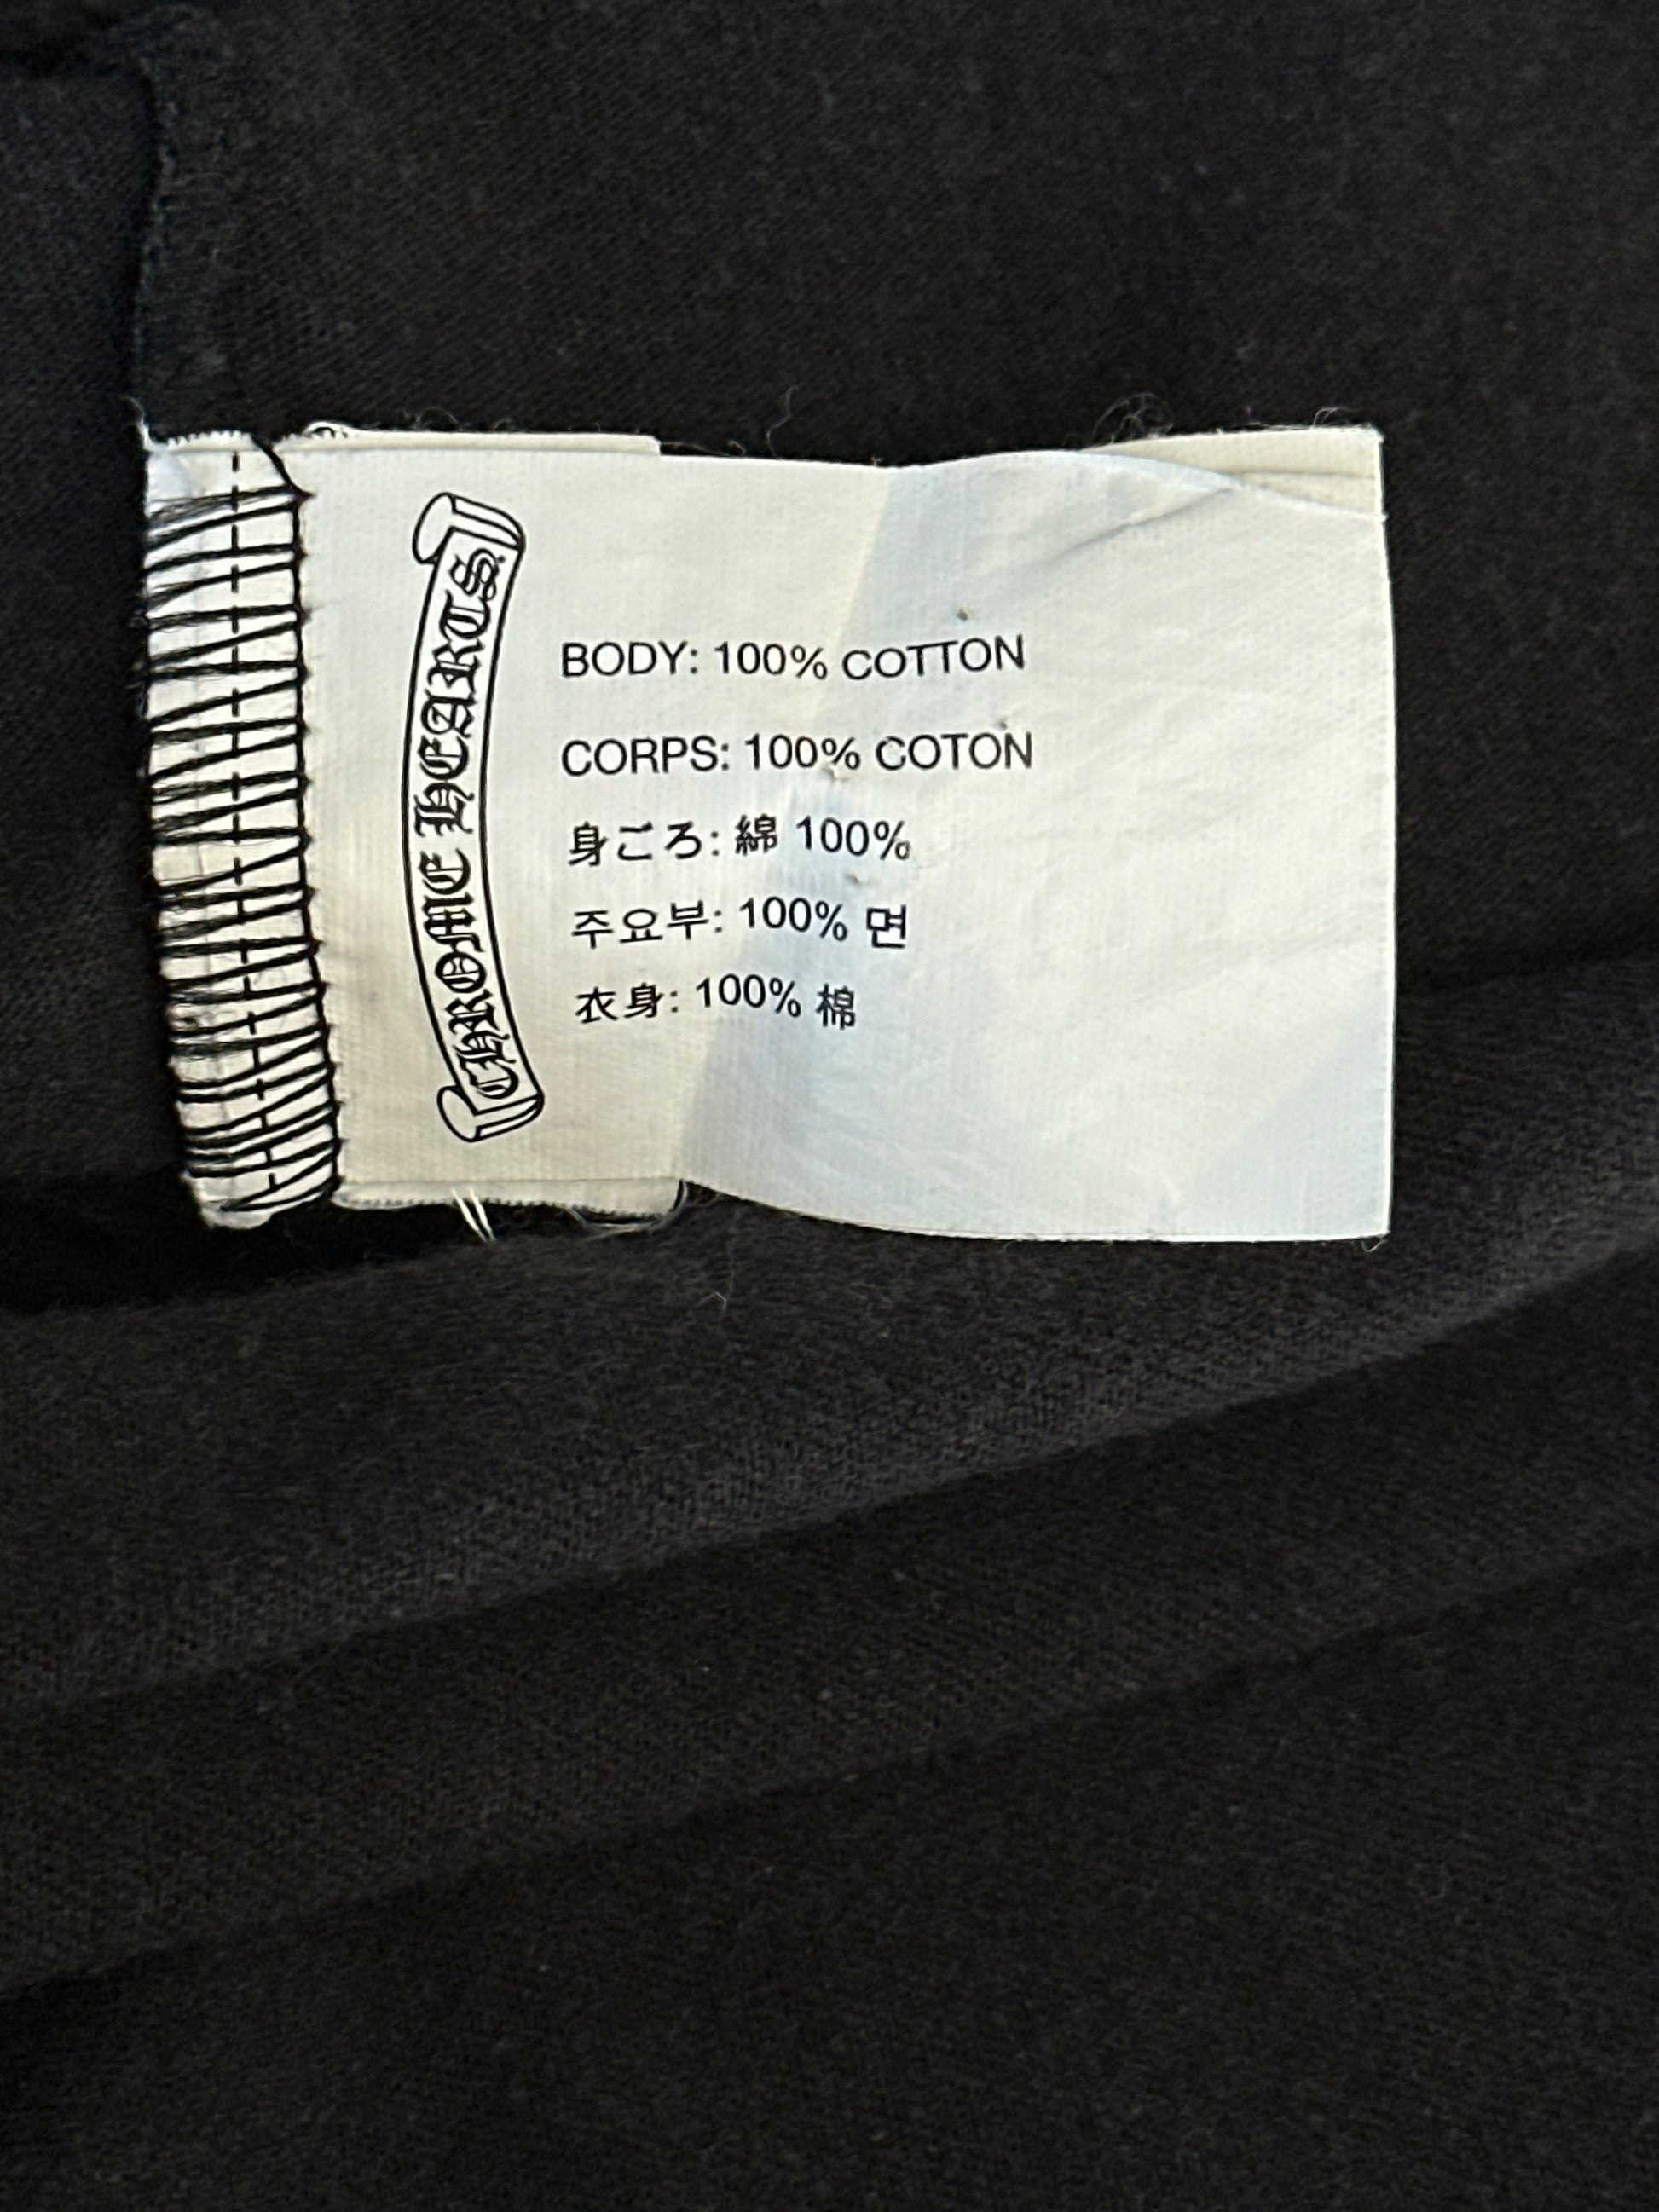 CHROME HEARTS
BODY: 100% COTTON
CORPS: 100% COTON
身ごろ: 綿 100%
주요부: 100% 면
衣身: 100% 棉